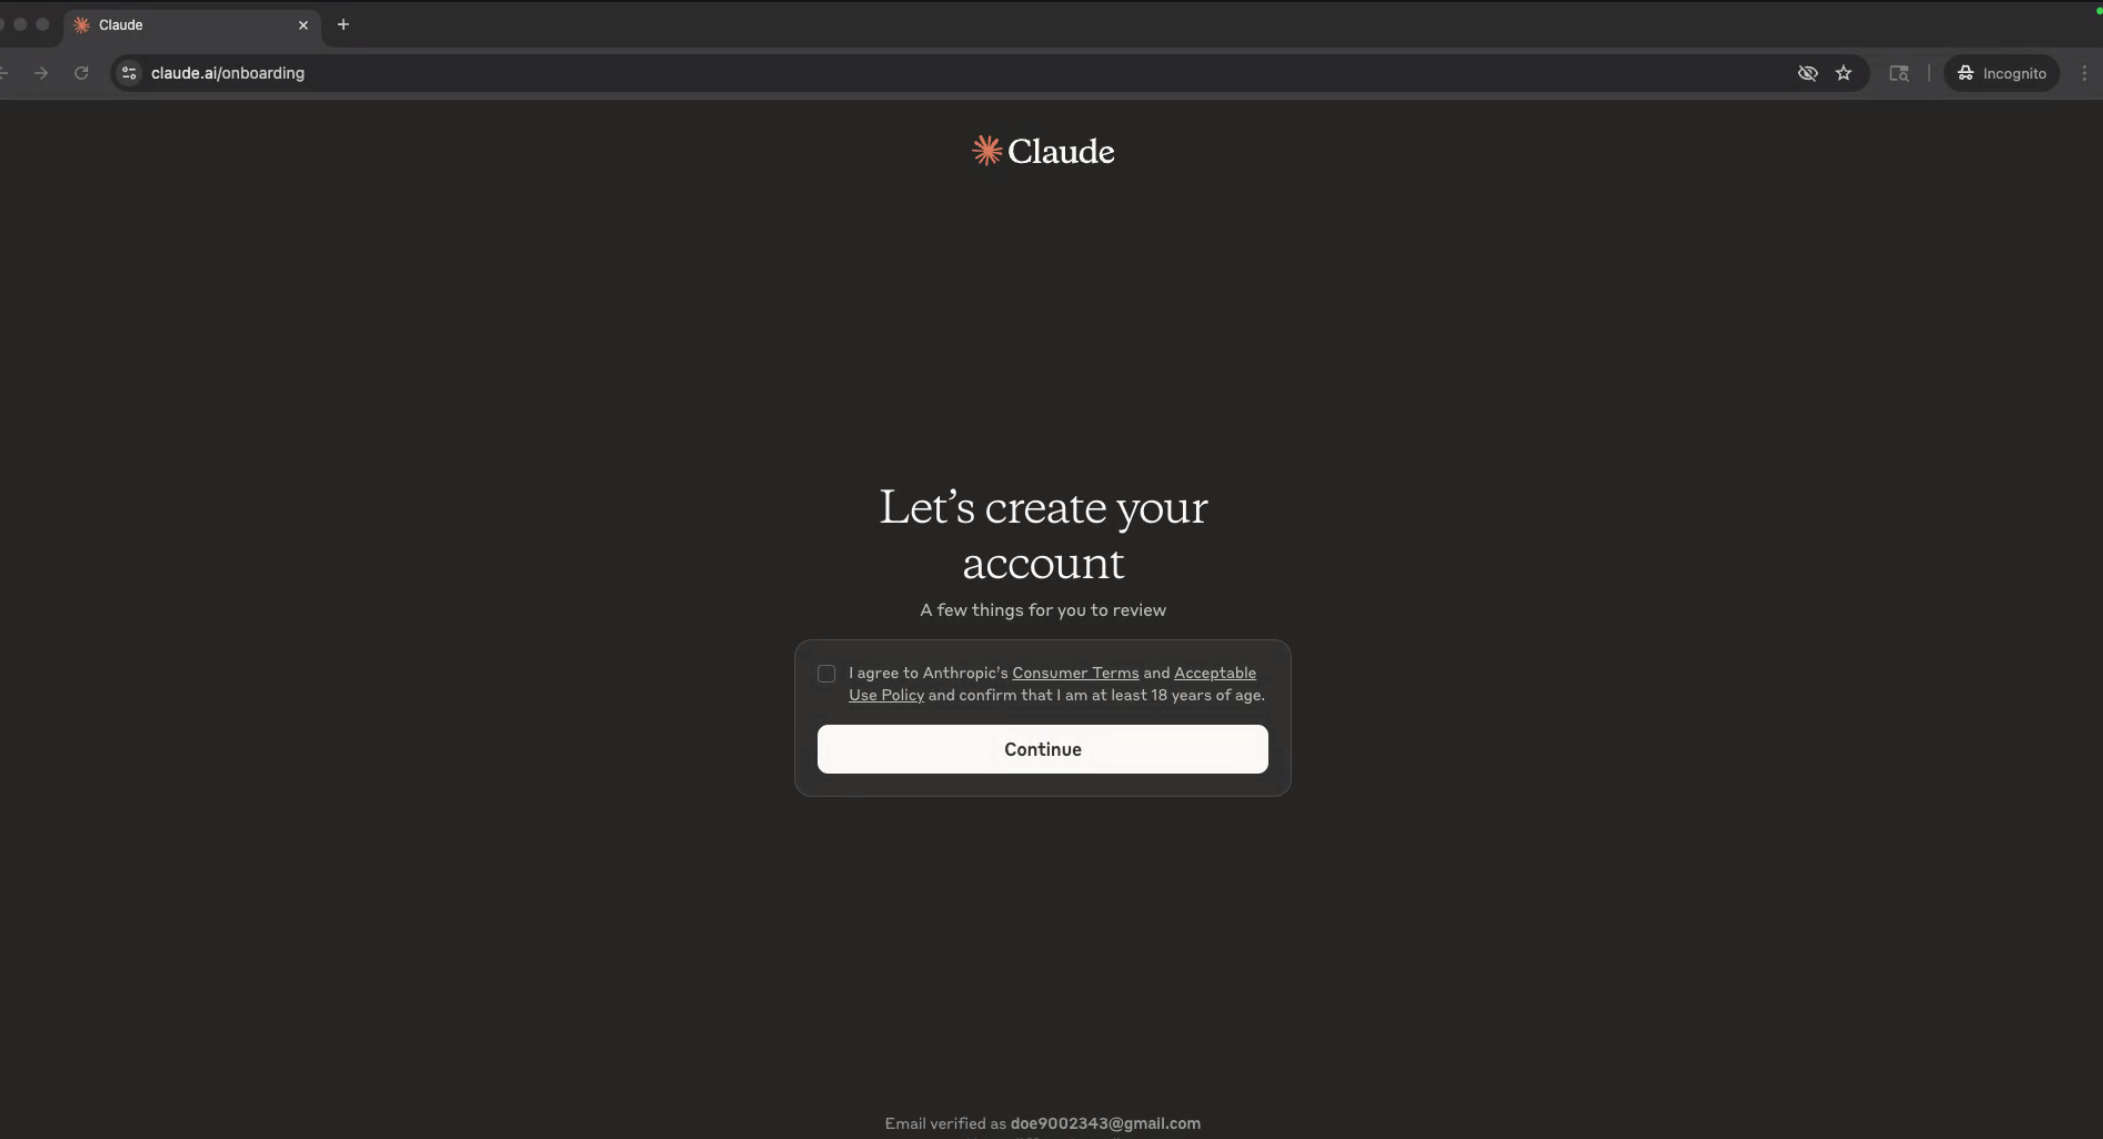 Claude
claude.ai/onboarding
Incognito
Claude
Let’s create your
account
A few things for you to review
I agree to Anthropic’s Consumer Terms and Acceptable
Use Policy and confirm that I am at least 18 years of age.
Continue
Email verified as doe9002343@gmail.com